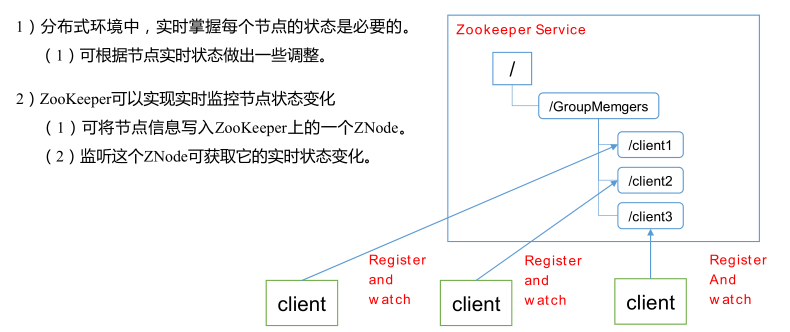 1）分布式环境中，实时掌握每个节点的状态是必要的。
（1）可根据节点实时状态做出一些调整。
2）ZooKeeper可以实现实时监控节点状态变化
（1）可将节点信息写入ZooKeeper上的一个ZNode。
（2）监听这个ZNode可获取它的实时状态变化。
Zookeeper Service
/
/GroupMemgers
/client1
/client2
/client3
Register
and
watch
Register
and
watch
Register
And
watch
client
client
client